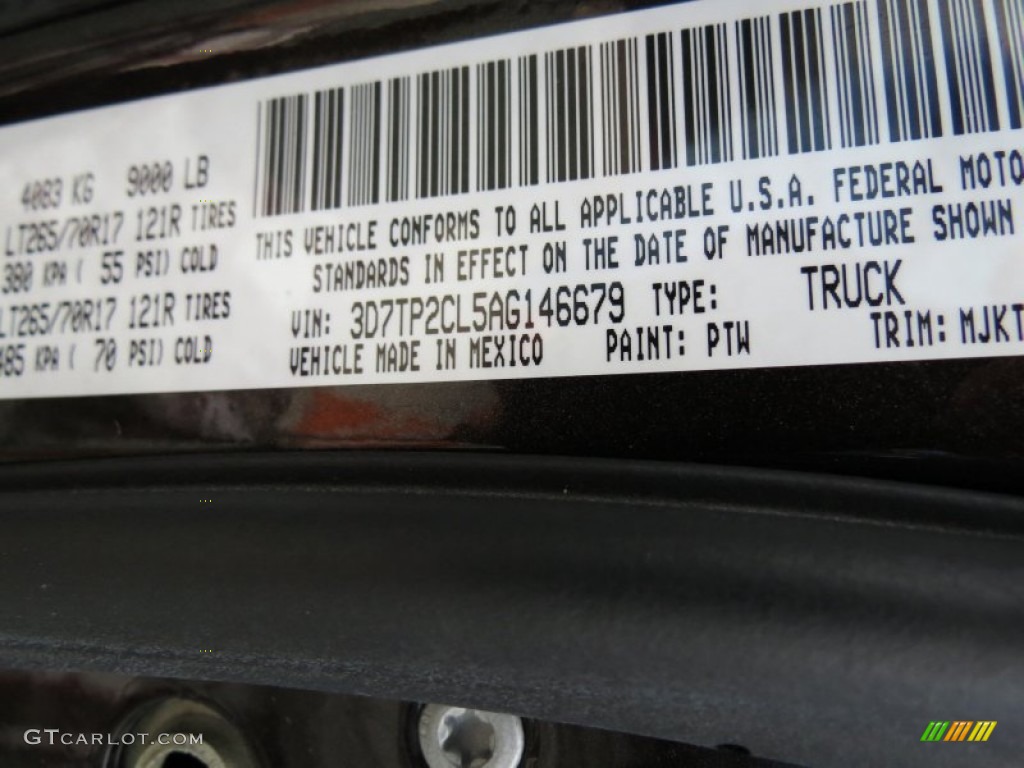 4083 KG 9000 LB
LT265/70R17 121R TIRES
380 KPA ( 55 PSI) COLD
LT265/70R17 121R TIRES
485 KPA ( 70 PSI) COLD
THIS VEHICLE CONFORMS TO ALL APPLICABLE U.S.A. FEDERAL MOTO
STANDARDS IN EFFECT ON THE DATE OF MANUFACTURE SHOWN
VIN: 3D7TP2CL5AG146679 TYPE: TRUCK
VEHICLE MADE IN MEXICO PAINT: PTW TRIM: MJKT
GTCARLOT.COM